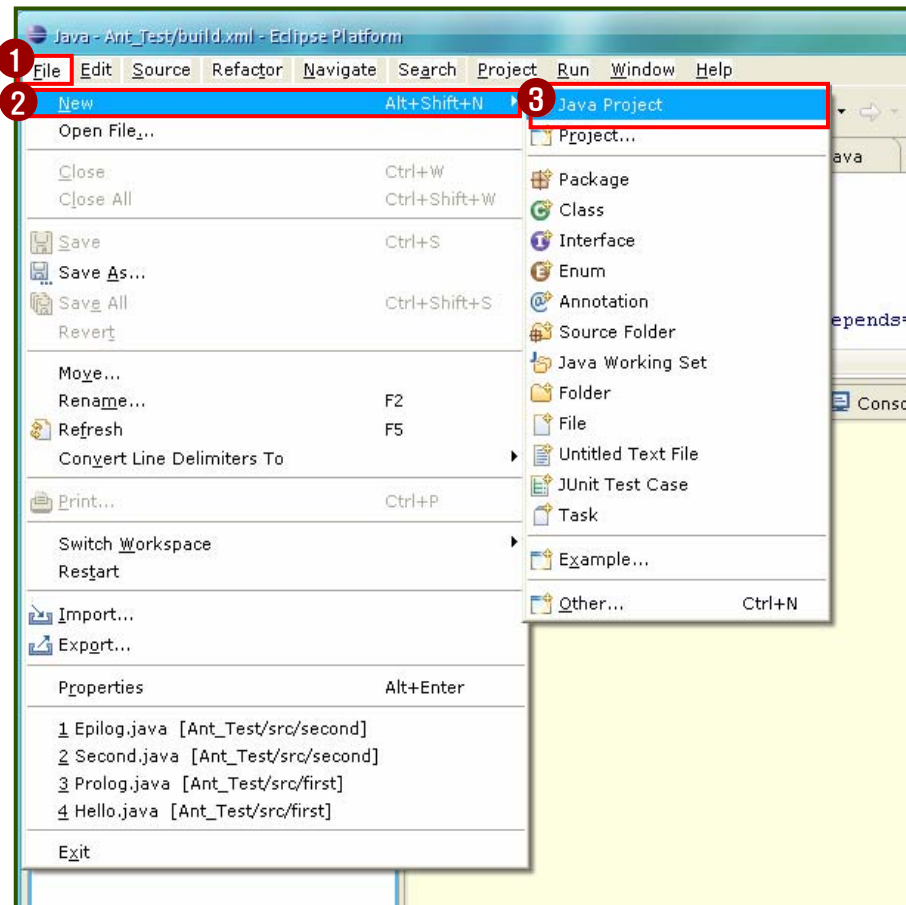 Java - Ant_Test/build.xml - Eclipse Platform
1
File Edit Source Refactor Navigate Search Project Run Window Help
2
New Alt+Shift+N
3
Java Project
Open File...
Close Ctrl+W
Close All Ctrl+Shift+W
Save Ctrl+S
Save As...
Save All Ctrl+Shift+S
Revert
Move...
Rename... F2
Refresh F5
Convert Line Delimiters To
Print... Ctrl+P
Switch Workspace
Restart
Import...
Export...
Properties Alt+Enter
1 Epilog.java [Ant_Test/src/second]
2 Second.java [Ant_Test/src/second]
3 Prolog.java [Ant_Test/src/first]
4 Hello.java [Ant_Test/src/first]
Exit
Project...
Package
Class
Interface
Enum
Annotation
Source Folder
Java Working Set
Folder
File
Untitled Text File
JUnit Test Case
Task
Example...
Other... Ctrl+N
ava
epends=
Conso